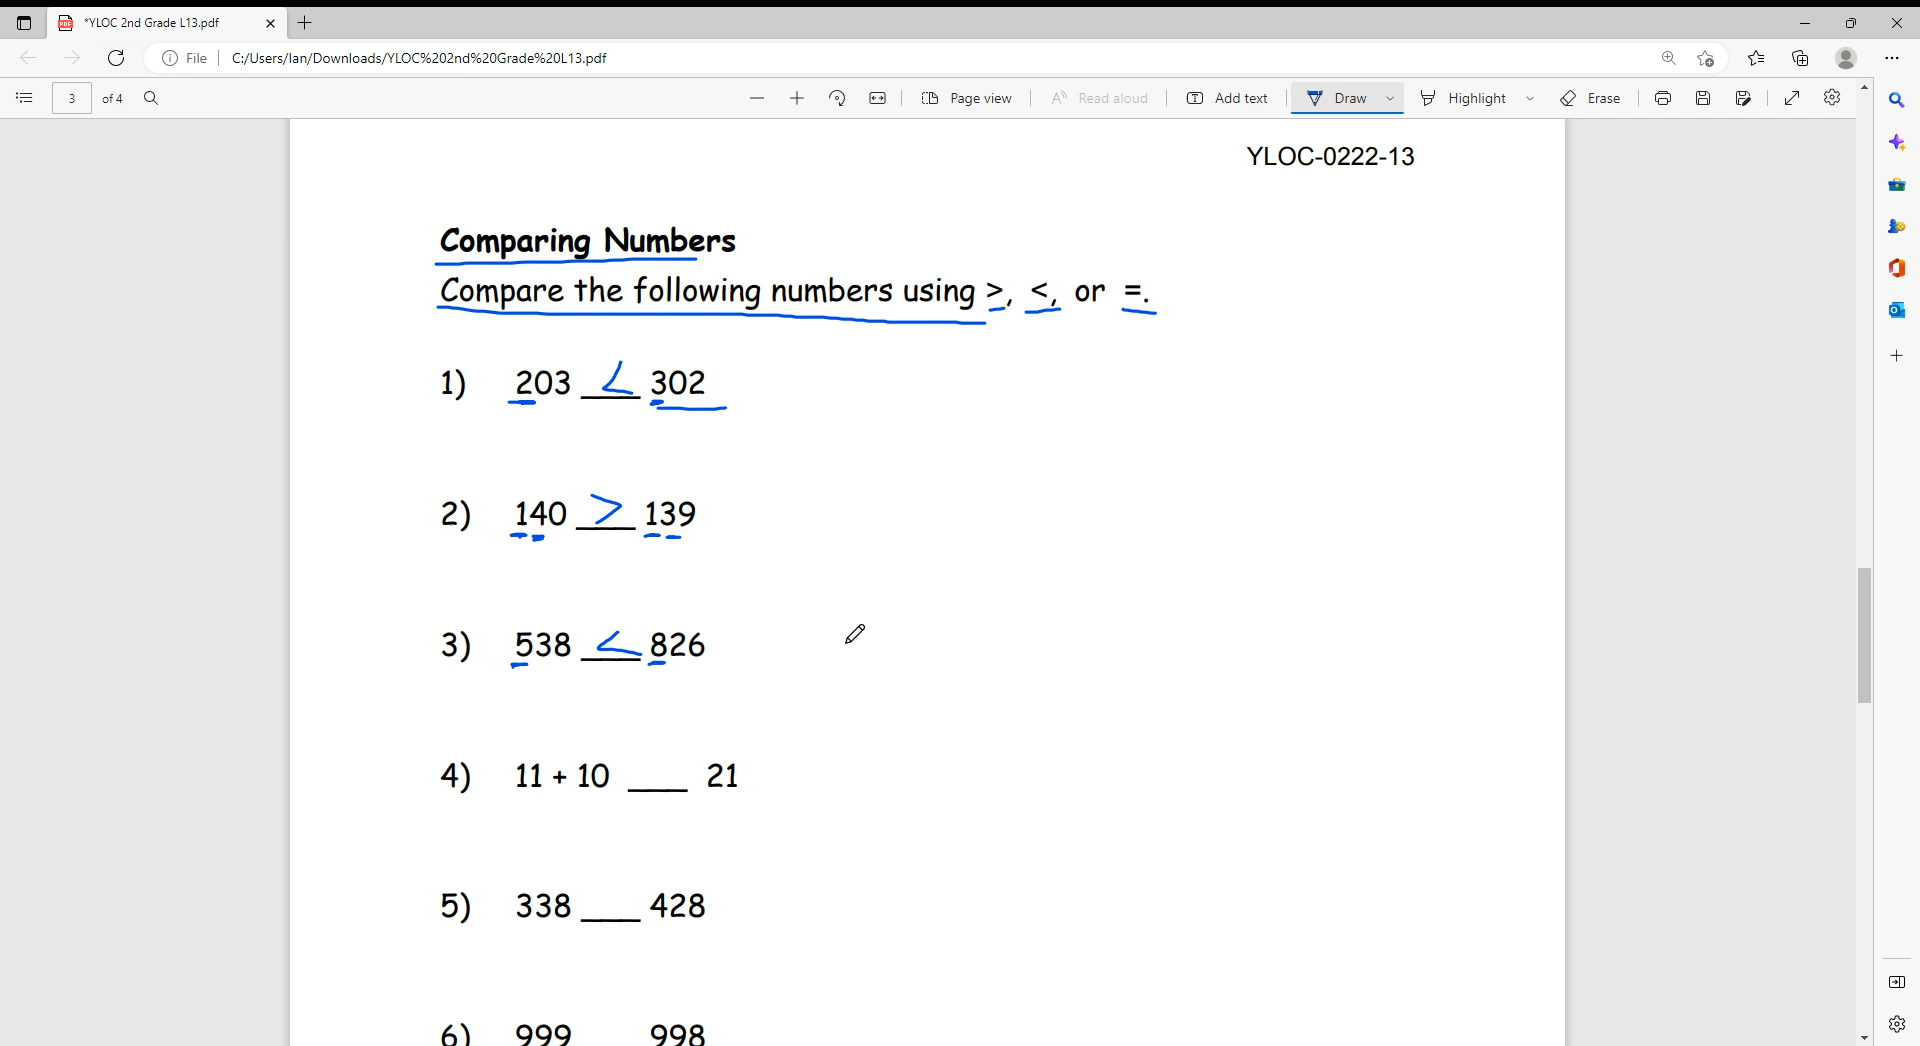 *YLOC 2nd Grade L13.pdf
File C:/Users/Ian/Downloads/YLOC%202nd%20Grade%20L13.pdf
3 of 4 Page view Read aloud Add text Draw Highlight Erase
YLOC-0222-13
Comparing Numbers
Compare the following numbers using >, <, or =.
1) 203 < 302
2) 140 > 139
3) 538 < 826
4) 11 + 10 ___ 21
5) 338 ___ 428
6) 999 998